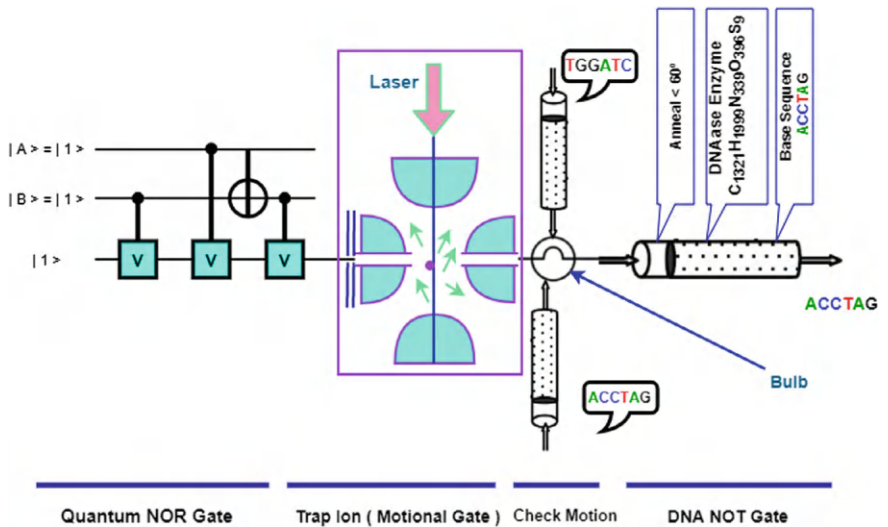 TGGATC
Laser
Anneal < 60°
DNAase Enzyme
C1321H1999N339O396S9
Base Sequence
ACCTAG
| A > = | 1 >
| B > = | 1 >
| 1 >
V
V
V
ACCTAG
Bulb
ACCTAG
Quantum NOR Gate
Trap Ion ( Motional Gate )
Check Motion
DNA NOT Gate